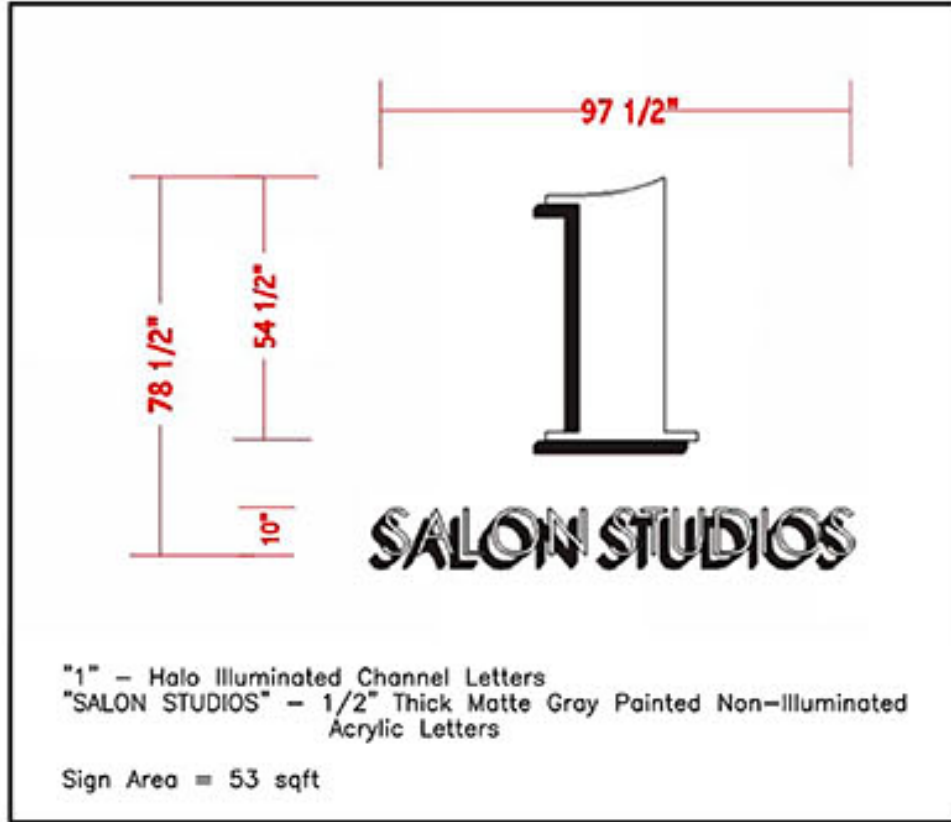 97 1/2"
78 1/2"
54 1/2"
1
10"
SALON STUDIOS
"1" – Halo Illuminated Channel Letters
"SALON STUDIOS" – 1/2" Thick Matte Gray Painted Non–Illuminated
Acrylic Letters
Sign Area = 53 sqft